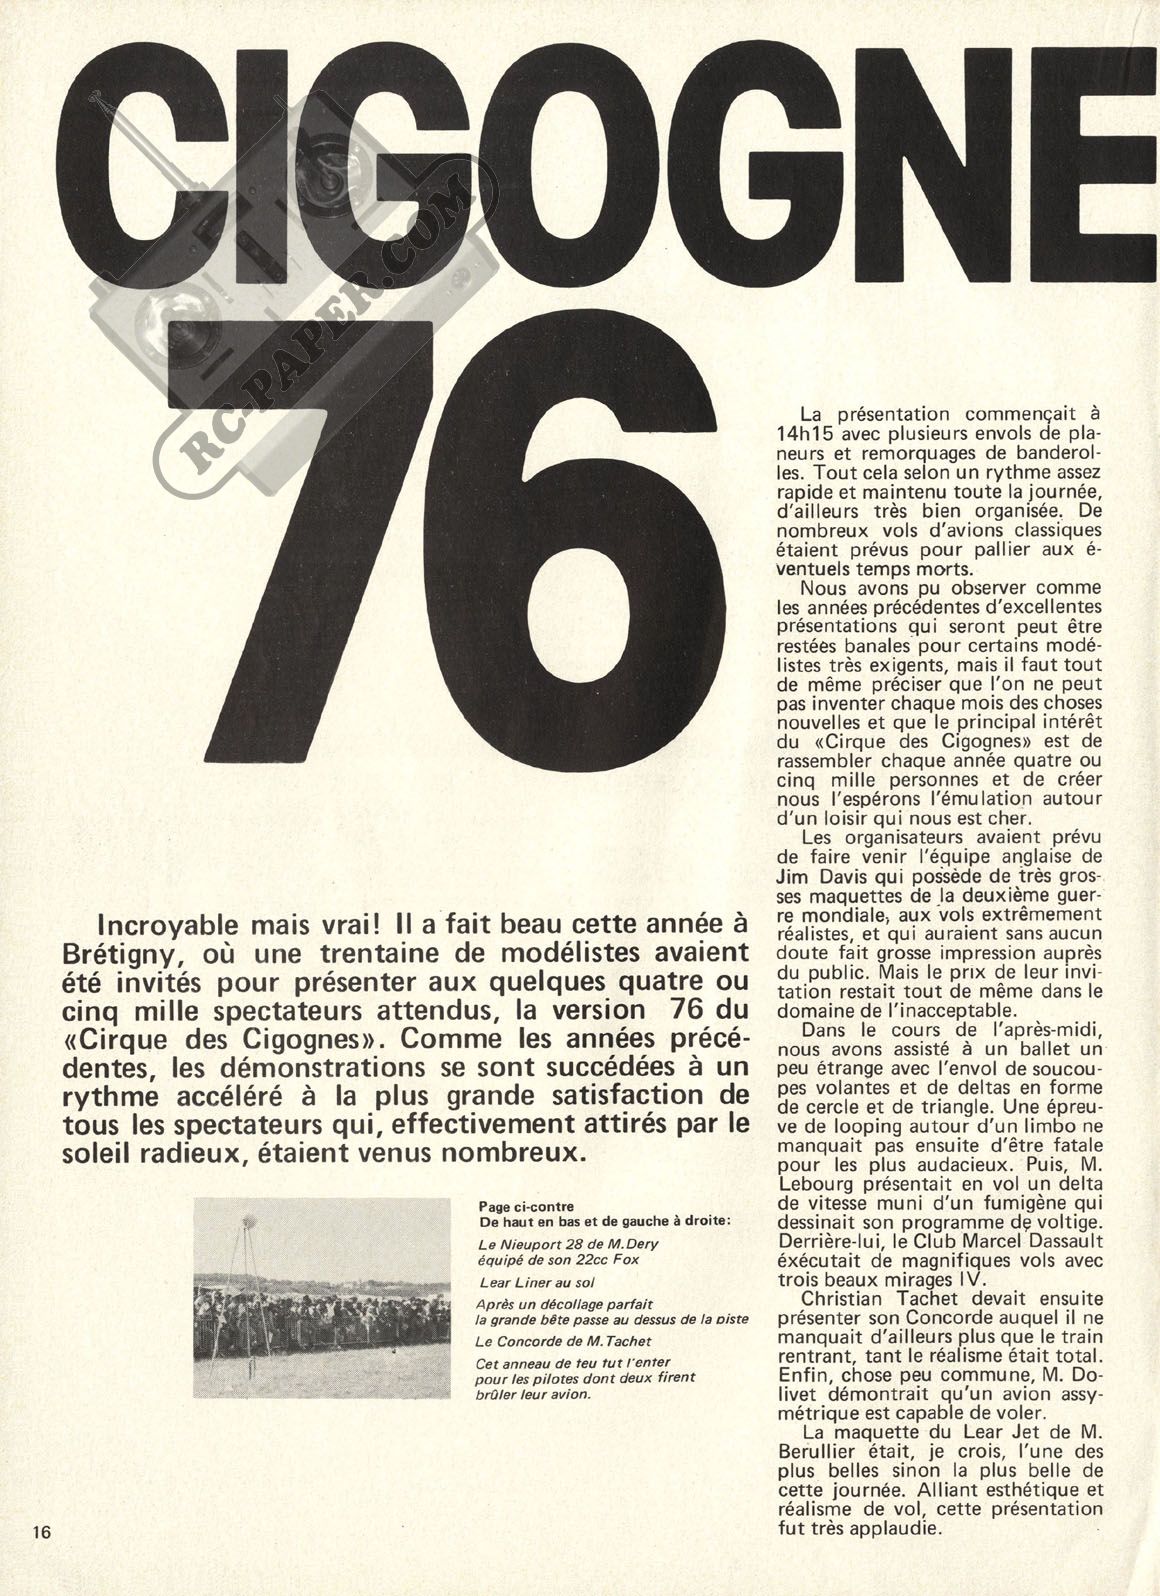 CIGOGNE
76
RC-PAPER.COM
Incroyable mais vrai! Il a fait beau cette année à
Brétigny, où une trentaine de modélistes avaient
été invités pour présenter aux quelques quatre ou
cinq mille spectateurs attendus, la version 76 du
«Cirque des Cigognes». Comme les années précé-
dentes, les démonstrations se sont succédées à un
rythme accéléré à la plus grande satisfaction de
tous les spectateurs qui, effectivement attirés par le
soleil radieux, étaient venus nombreux.
Page ci-contre
De haut en bas et de gauche à droite:
Le Nieuport 28 de M.Dery
équipé de son 22cc Fox
Lear Liner au sol
Après un décollage parfait
la grande bête passe au dessus de la piste
Le Concorde de M.Tachet
Cet anneau de feu fut l'enfer
pour les pilotes dont deux firent
brûler leur avion.
La présentation commençait à
14h15 avec plusieurs envols de pla-
neurs et remorquages de banderol-
les. Tout cela selon un rythme assez
rapide et maintenu toute la journée,
d'ailleurs très bien organisée. De
nombreux vols d'avions classiques
étaient prévus pour pallier aux é-
ventuels temps morts.
Nous avons pu observer comme
les années précédentes d'excellentes
présentations qui seront peut être
restées banales pour certains modé-
listes très exigents, mais il faut tout
de même préciser que l'on ne peut
pas inventer chaque mois des choses
nouvelles et que le principal intérêt
du «Cirque des Cigognes» est de
rassembler chaque année quatre ou
cinq mille personnes et de créer
nous l'espérons l'émulation autour
d'un loisir qui nous est cher.
Les organisateurs avaient prévu
de faire venir l'équipe anglaise de
Jim Davis qui possède de très gros-
ses maquettes de la deuxième guer-
re mondiale, aux vols extrêmement
réalistes, et qui auraient sans aucun
doute fait grosse impression auprès
du public. Mais le prix de leur invi-
tation restait tout de même dans le
domaine de l'inacceptable.
Dans le cours de l'après-midi,
nous avons assisté à un ballet un
peu étrange avec l'envol de soucou-
pes volantes et de deltas en forme
de cercle et de triangle. Une épreu-
ve de looping autour d'un limbo ne
manquait pas ensuite d'être fatale
pour les plus audacieux. Puis, M.
Lebourg présentait en vol un delta
de vitesse muni d'un fumigène qui
dessinait son programme de voltige.
Derrière-lui, le Club Marcel Dassault
éxécutait de magnifiques vols avec
trois beaux mirages IV.
Christian Tachet devait ensuite
présenter son Concorde auquel il ne
manquait d'ailleurs plus que le train
rentrant, tant le réalisme était total.
Enfin, chose peu commune, M. Do-
livet démontrait qu'un avion assy-
métrique est capable de voler.
La maquette du Lear Jet de M.
Berullier était, je crois, l'une des
plus belles sinon la plus belle de
cette journée. Alliant esthétique et
réalisme de vol, cette présentation
fut très applaudie.
16